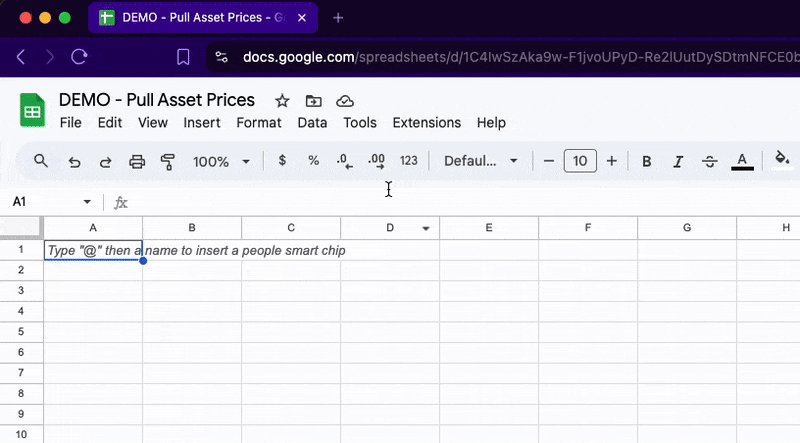 DEMO - Pull Asset Prices - G
docs.google.com/spreadsheets/d/1C4IwSzAka9w-F1jvoUPyD-Re2lUutDySDtmNFCE0b
DEMO - Pull Asset Prices
File Edit View Insert Format Data Tools Extensions Help
100% $ % .0 .00 123 Defaul... 10 B I S A
A1 fx
A B C D E F G H
1 Type "@" then a name to insert a people smart chip
2
3
4
5
6
7
8
9
10